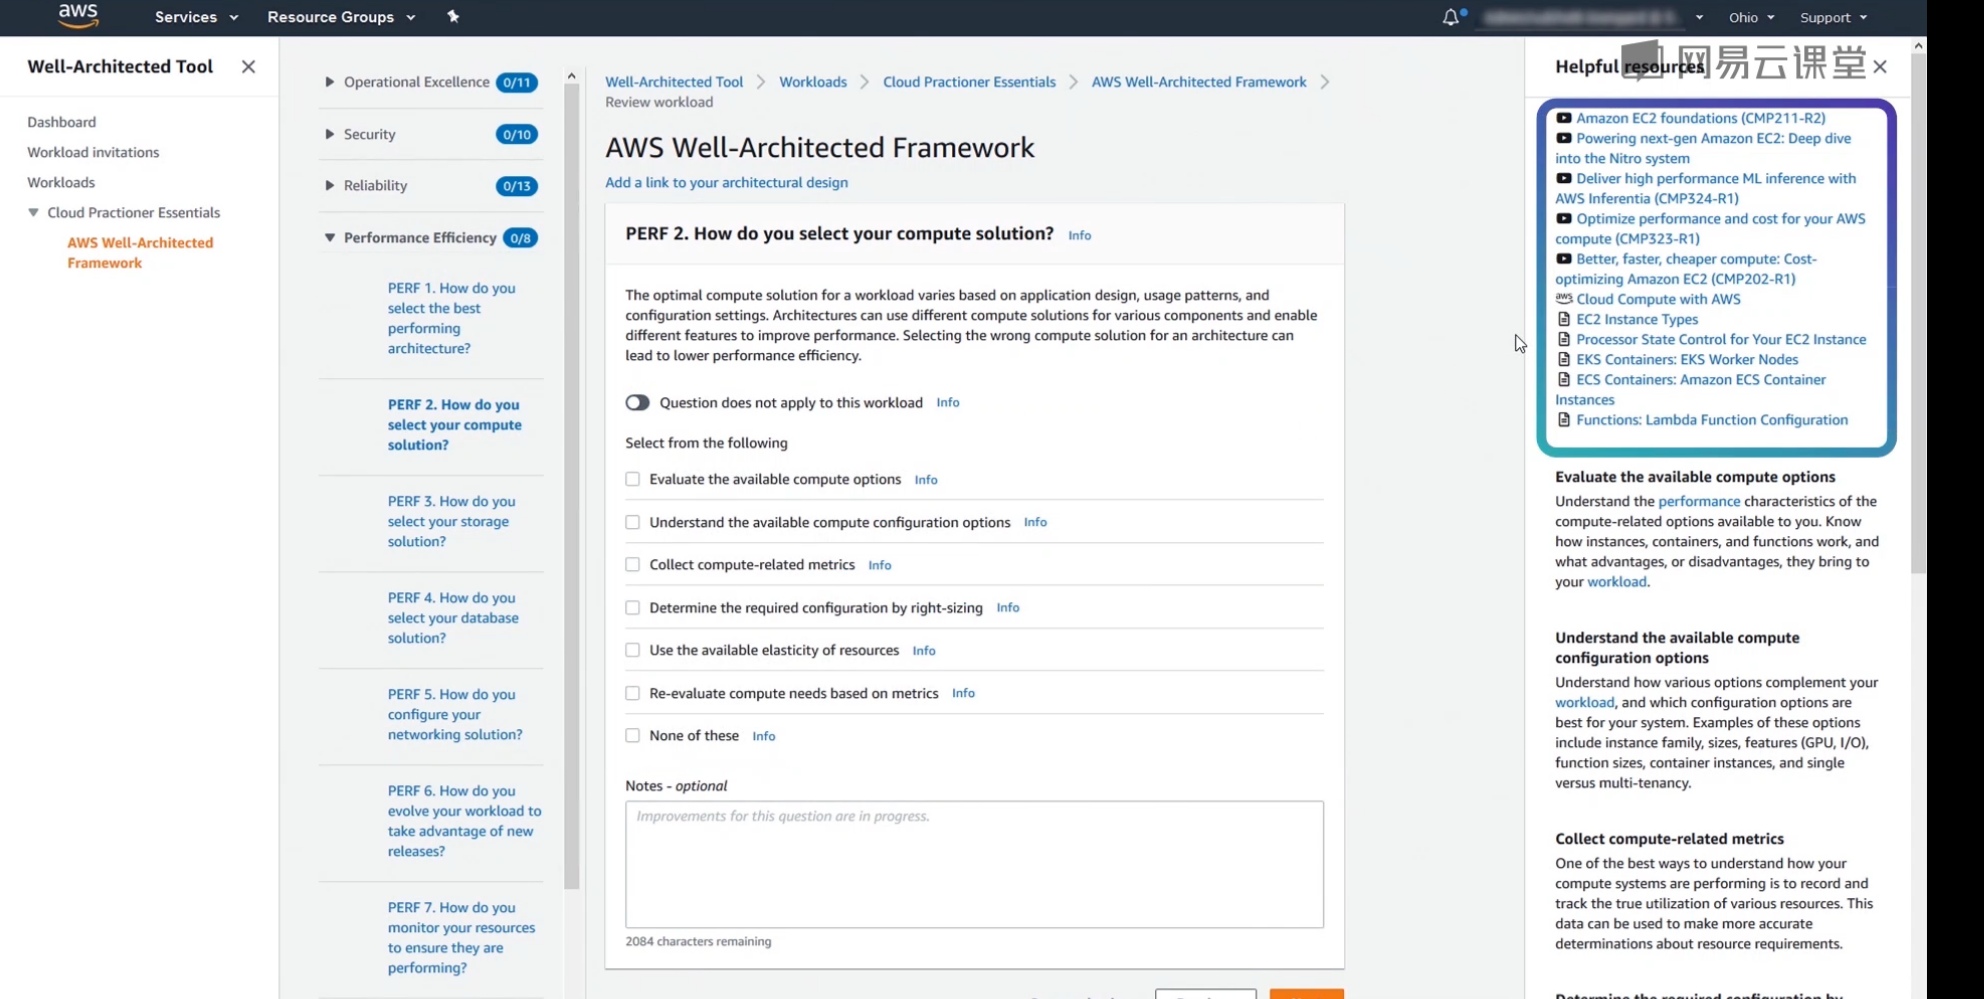 aws
Services
Resource Groups
Ohio
Support
Well-Architected Tool
Dashboard
Workload invitations
Workloads
Cloud Practioner Essentials
AWS Well-Architected
Framework
Operational Excellence 0/11
Security 0/10
Reliability 0/13
Performance Efficiency 0/8
PERF 1. How do you
select the best
performing
architecture?
PERF 2. How do you
select your compute
solution?
PERF 3. How do you
select your storage
solution?
PERF 4. How do you
select your database
solution?
PERF 5. How do you
configure your
networking solution?
PERF 6. How do you
evolve your workload to
take advantage of new
releases?
PERF 7. How do you
monitor your resources
to ensure they are
performing?
Well-Architected Tool
Workloads
Cloud Practioner Essentials
AWS Well-Architected Framework
Review workload
AWS Well-Architected Framework
Add a link to your architectural design
PERF 2. How do you select your compute solution? Info
The optimal compute solution for a workload varies based on application design, usage patterns, and
configuration settings. Architectures can use different compute solutions for various components and enable
different features to improve performance. Selecting the wrong compute solution for an architecture can
lead to lower performance efficiency.
Question does not apply to this workload Info
Select from the following
Evaluate the available compute options Info
Understand the available compute configuration options Info
Collect compute-related metrics Info
Determine the required configuration by right-sizing Info
Use the available elasticity of resources Info
Re-evaluate compute needs based on metrics Info
None of these Info
Notes - optional
Improvements for this question are in progress.
2084 characters remaining
Helpful resources
网易云课堂
Amazon EC2 foundations (CMP211-R2)
Powering next-gen Amazon EC2: Deep dive
into the Nitro system
Deliver high performance ML inference with
AWS Inferentia (CMP324-R1)
Optimize performance and cost for your AWS
compute (CMP323-R1)
Better, faster, cheaper compute: Cost-
optimizing Amazon EC2 (CMP202-R1)
aws Cloud Compute with AWS
EC2 Instance Types
Processor State Control for Your EC2 Instance
EKS Containers: EKS Worker Nodes
ECS Containers: Amazon ECS Container
Instances
Functions: Lambda Function Configuration
Evaluate the available compute options
Understand the performance characteristics of the
compute-related options available to you. Know
how instances, containers, and functions work, and
what advantages, or disadvantages, they bring to
your workload.
Understand the available compute
configuration options
Understand how various options complement your
workload, and which configuration options are
best for your system. Examples of these options
include instance family, sizes, features (GPU, I/O),
function sizes, container instances, and single
versus multi-tenancy.
Collect compute-related metrics
One of the best ways to understand how your
compute systems are performing is to record and
track the true utilization of various resources. This
data can be used to make more accurate
determinations about resource requirements.
Determine the required configuration by